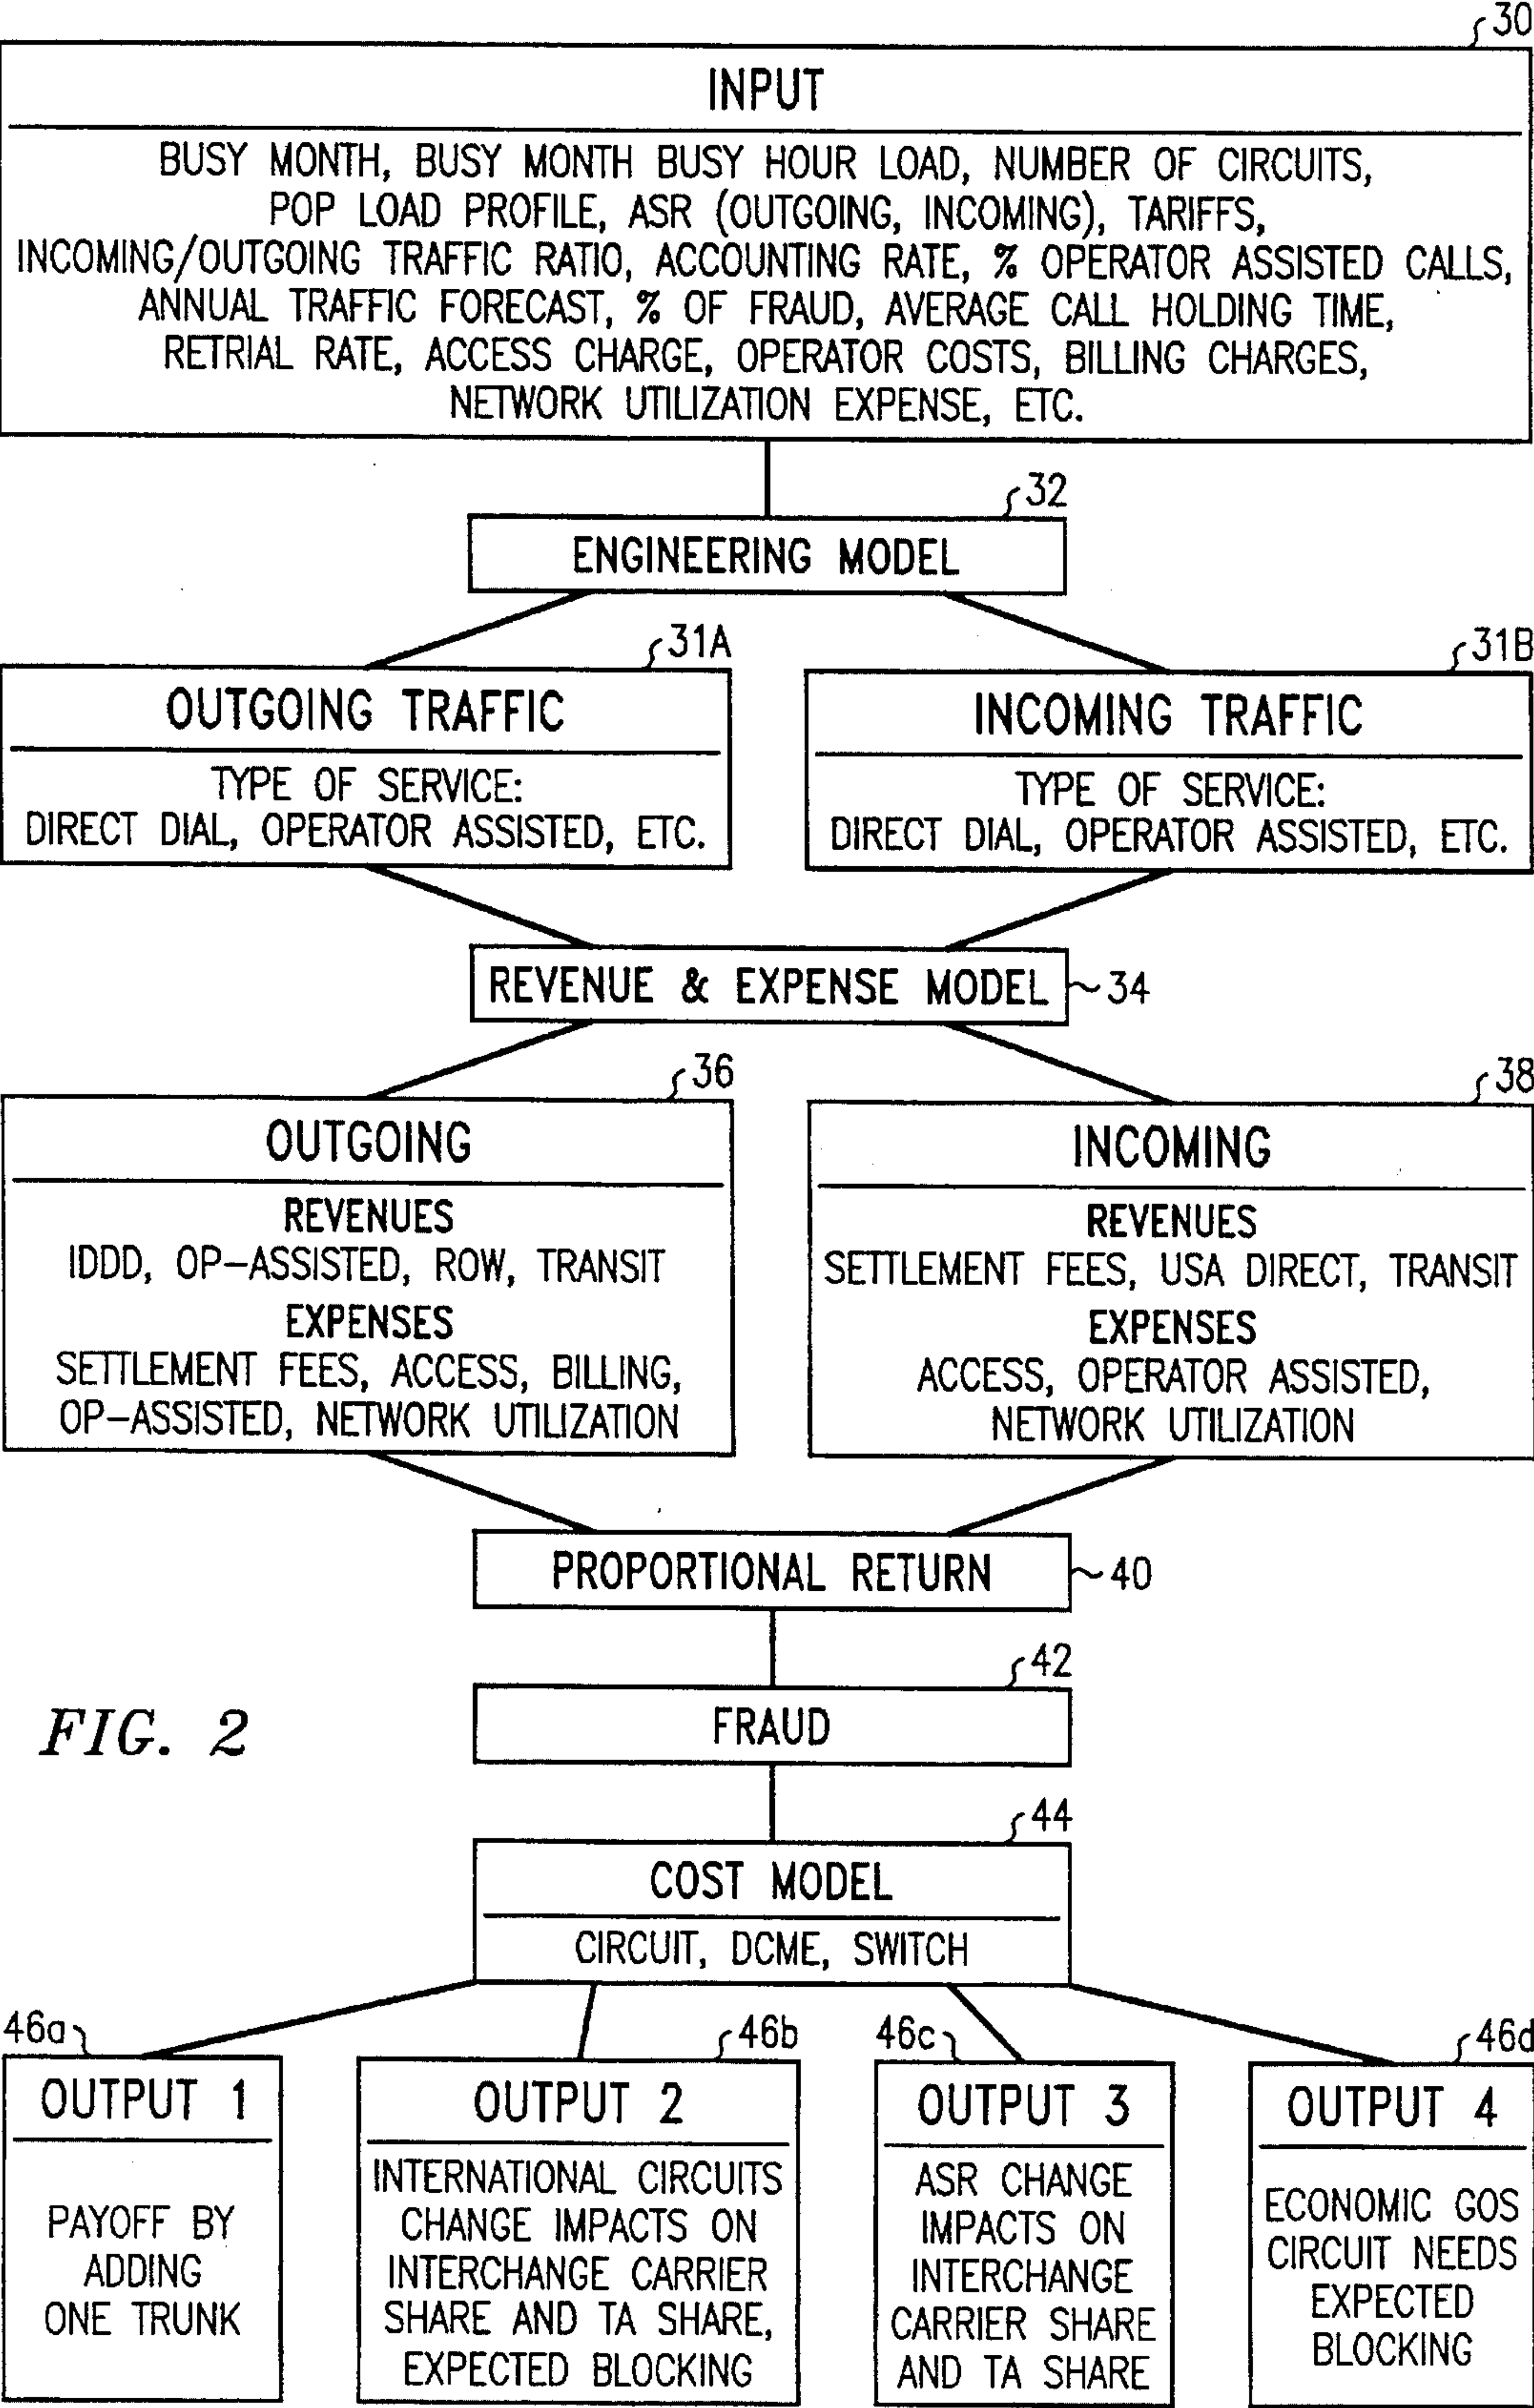 30
INPUT
BUSY MONTH, BUSY MONTH BUSY HOUR LOAD, NUMBER OF CIRCUITS,
POP LOAD PROFILE, ASR (OUTGOING, INCOMING), TARIFFS,
INCOMING/OUTGOING TRAFFIC RATIO, ACCOUNTING RATE, % OPERATOR ASSISTED CALLS,
ANNUAL TRAFFIC FORECAST, % OF FRAUD, AVERAGE CALL HOLDING TIME,
RETRIAL RATE, ACCESS CHARGE, OPERATOR COSTS, BILLING CHARGES,
NETWORK UTILIZATION EXPENSE, ETC.
32
ENGINEERING MODEL
31A
OUTGOING TRAFFIC
TYPE OF SERVICE:
DIRECT DIAL, OPERATOR ASSISTED, ETC.
31B
INCOMING TRAFFIC
TYPE OF SERVICE:
DIRECT DIAL, OPERATOR ASSISTED, ETC.
REVENUE & EXPENSE MODEL
34
36
OUTGOING
REVENUES
IDDD, OP-ASSISTED, ROW, TRANSIT
EXPENSES
SETTLEMENT FEES, ACCESS, BILLING,
OP-ASSISTED, NETWORK UTILIZATION
38
INCOMING
REVENUES
SETTLEMENT FEES, USA DIRECT, TRANSIT
EXPENSES
ACCESS, OPERATOR ASSISTED,
NETWORK UTILIZATION
PROPORTIONAL RETURN
40
42
FRAUD
FIG. 2
44
COST MODEL
CIRCUIT, DCME, SWITCH
46a
OUTPUT 1
PAYOFF BY
ADDING
ONE TRUNK
46b
OUTPUT 2
INTERNATIONAL CIRCUITS
CHANGE IMPACTS ON
INTERCHANGE CARRIER
SHARE AND TA SHARE,
EXPECTED BLOCKING
46c
OUTPUT 3
ASR CHANGE
IMPACTS ON
INTERCHANGE
CARRIER SHARE
AND TA SHARE
46d
OUTPUT 4
ECONOMIC GOS
CIRCUIT NEEDS
EXPECTED
BLOCKING